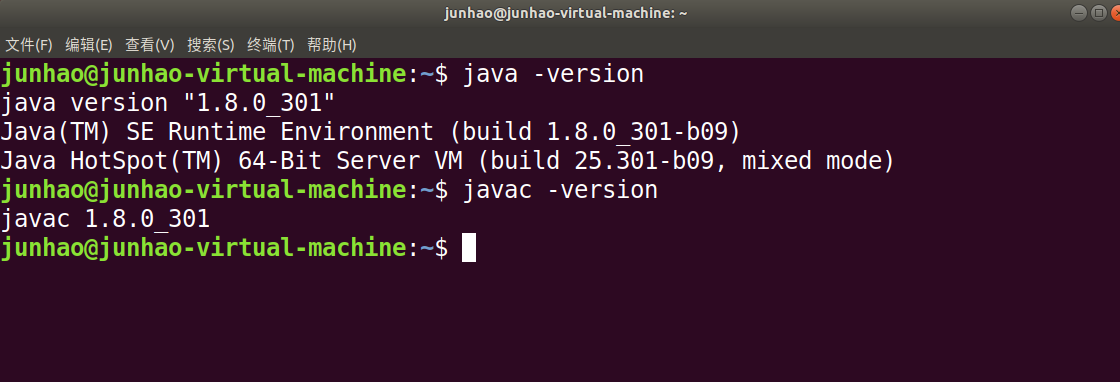 junhao@junhao-virtual-machine: ~
文件(F) 编辑(E) 查看(V) 搜索(S) 终端(T) 帮助(H)
junhao@junhao-virtual-machine:~$ java -version
java version "1.8.0_301"
Java(TM) SE Runtime Environment (build 1.8.0_301-b09)
Java HotSpot(TM) 64-Bit Server VM (build 25.301-b09, mixed mode)
junhao@junhao-virtual-machine:~$ javac -version
javac 1.8.0_301
junhao@junhao-virtual-machine:~$